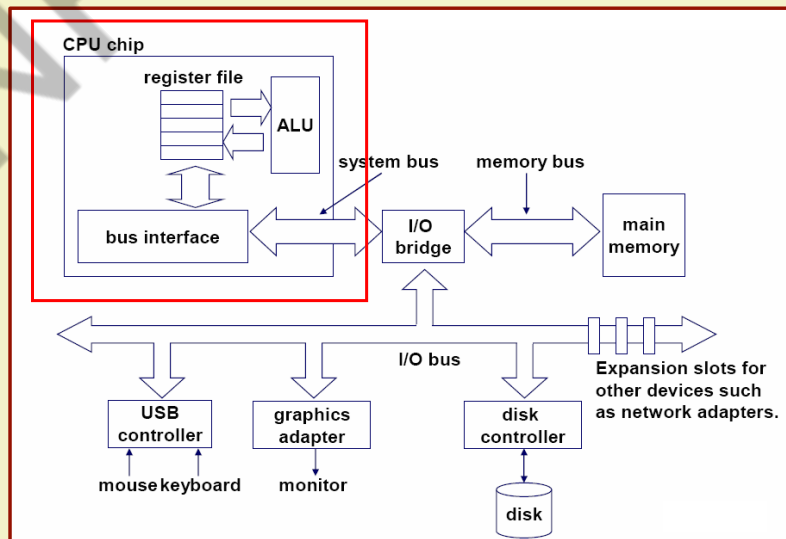 CPU chip
register file
ALU
system bus
memory bus
bus interface
I/O
bridge
main
memory
I/O bus
Expansion slots for
other devices such
as network adapters.
USB
controller
graphics
adapter
disk
controller
mouse keyboard
monitor
disk